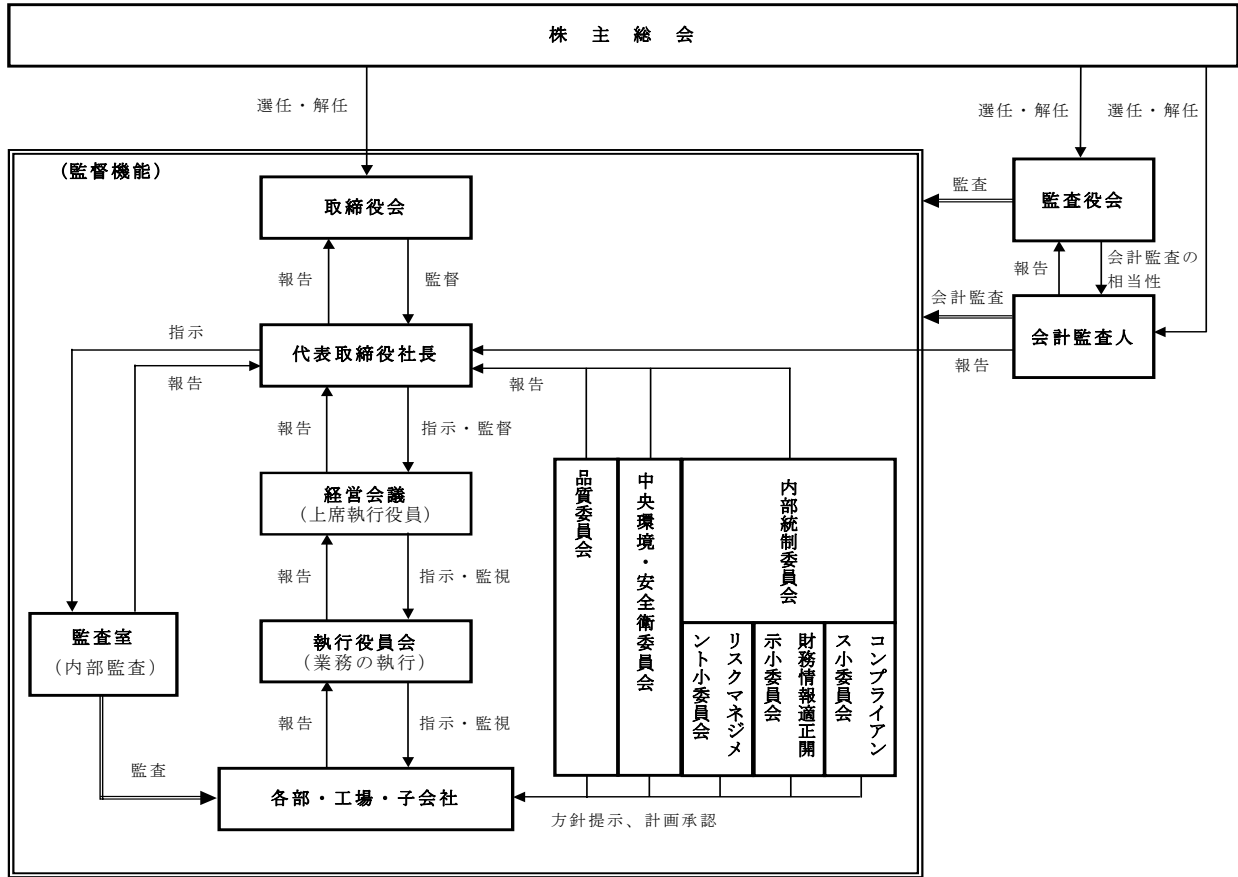 株 主 総 会
選任・解任
選任・解任
選任・解任
(監督機能)
取締役会
監査
監査役会
報告
監督
報告
会計監査の
相当性
会計監査
会計監査人
報告
指示
報告
代表取締役社長
報告
報告
指示・監督
経営会議
(上席執行役員)
報告
指示・監視
監査室
(内部監査)
執行役員会
(業務の執行)
報告
指示・監視
監査
各部・工場・子会社
品質委員会
中央環境・安全衛委員会
内部統制委員会
リスクマネジメ
ント小委員会
財務情報適正開
示小委員会
コンプライアン
ス小委員会
方針提示、計画承認